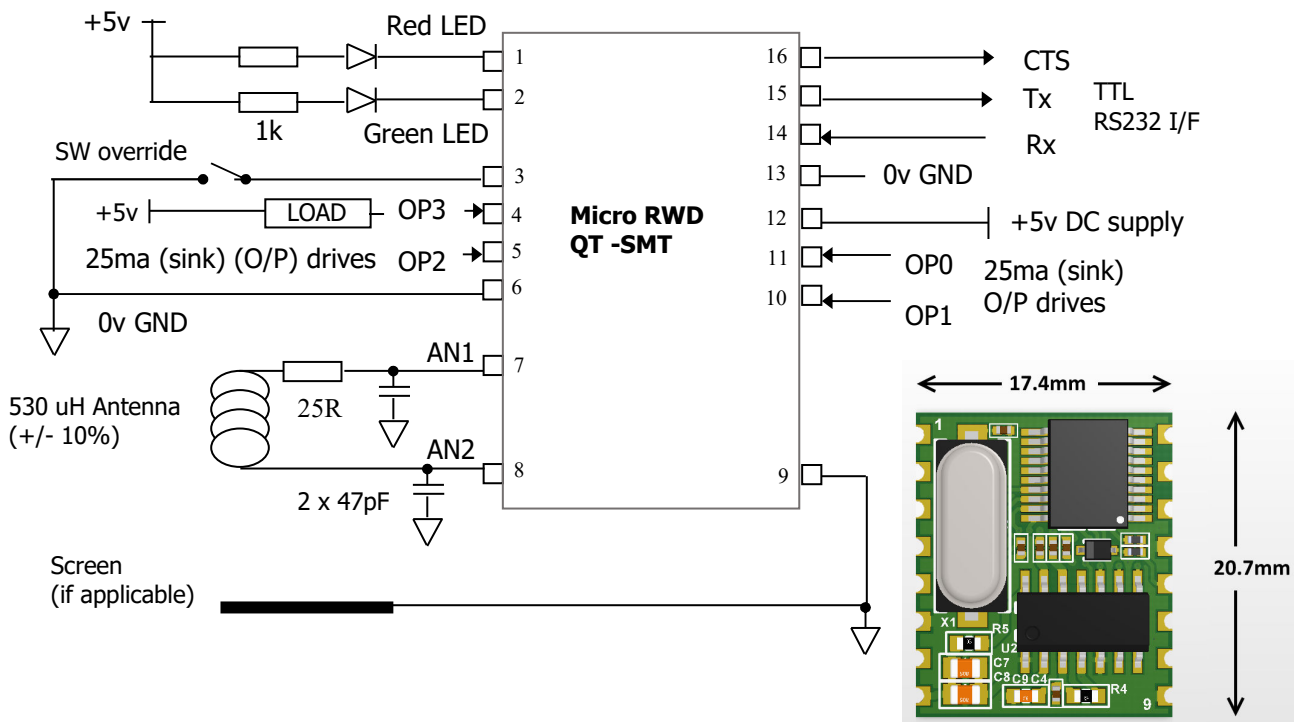 +5v
Red LED
1
2
1k
Green LED
SW override
3
+5v
LOAD
OP3
4
25ma (sink) (O/P) drives
OP2
5
6
0v GND
AN1
7
530 uH Antenna
(+/- 10%)
25R
AN2
8
2 x 47pF
Screen
(if applicable)
Micro RWD
QT -SMT
16
CTS
15
Tx
TTL
RS232 I/F
14
Rx
13
0v GND
12
+5v DC supply
11
OP0
25ma (sink)
O/P drives
10
OP1
9
17.4mm
20.7mm
1
X1
R5
U2
C7
C8
C9 C4
R4
9